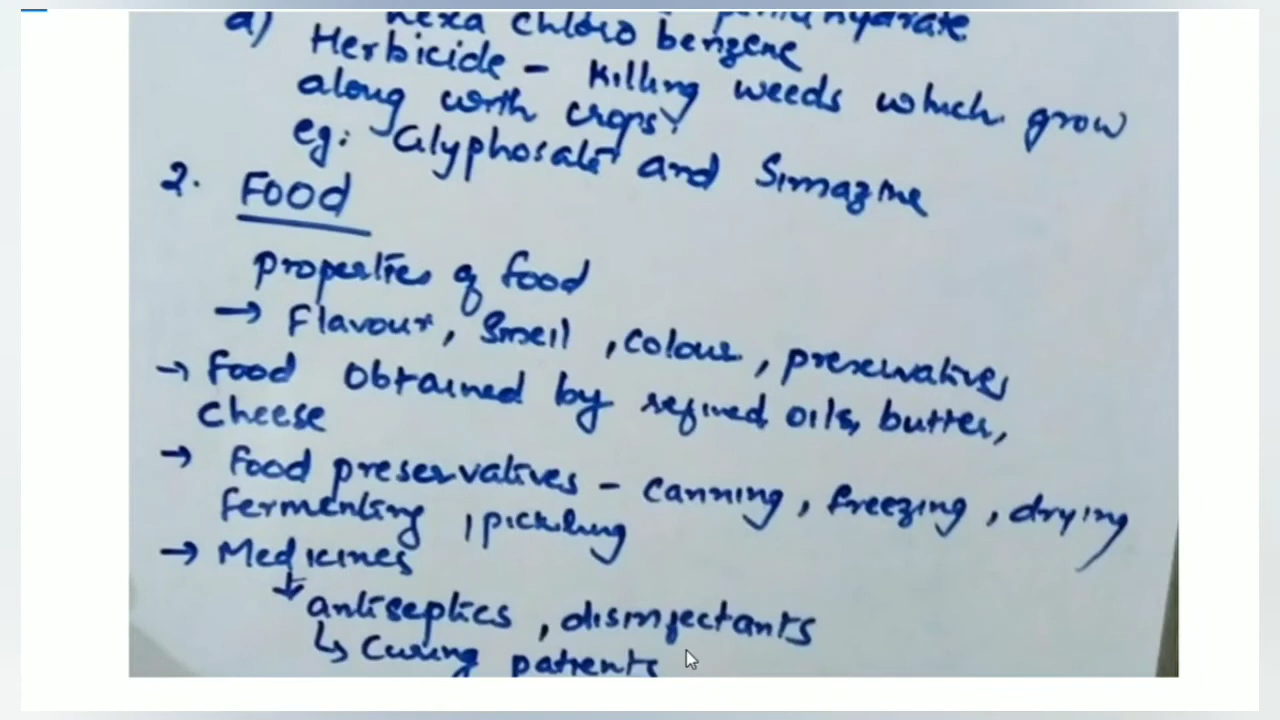 a) hexa chloro benzene
Herbicide - Killing weeds which grow
along with crops.
eg: Glyphosate and Simazine
2. Food
properties of food
→ Flavour, Smell, colour, preservatives
→ Food obtained by refined oils, butter,
cheese
→ Food preservatives - canning, freezing, drying
fermenting, pickling
→ Medicines
↓ antiseptics, disinfectants
↳ Curing patients